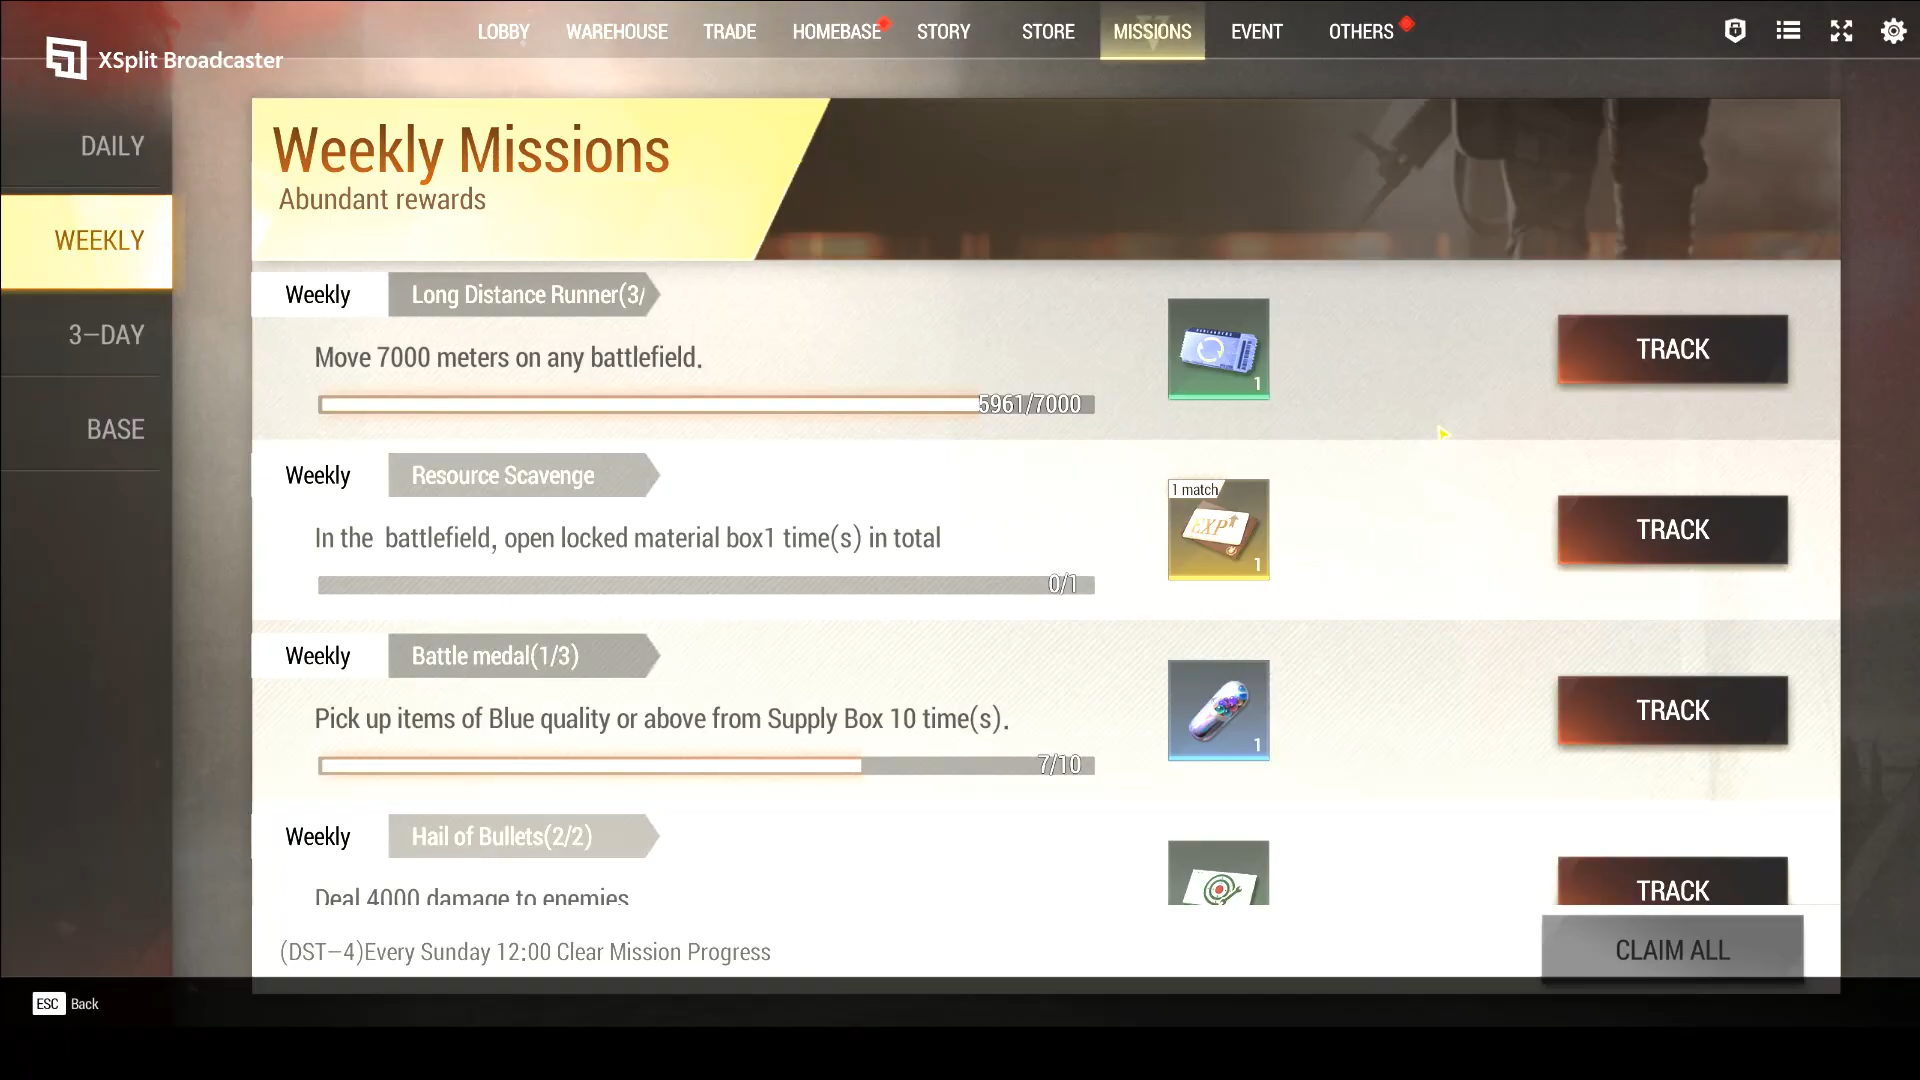 LOBBY WAREHOUSE TRADE HOMEBASE STORY STORE MISSIONS EVENT OTHERS
XSplit Broadcaster
DAILY
WEEKLY
3-DAY
BASE
Weekly Missions
Abundant rewards
Weekly Long Distance Runner(3/
Move 7000 meters on any battlefield.
5961/7000
1
TRACK
Weekly Resource Scavenge
In the battlefield, open locked material box1 time(s) in total
0/1
1 match
EXP
1
TRACK
Weekly Battle medal(1/3)
Pick up items of Blue quality or above from Supply Box 10 time(s).
7/10
1
TRACK
Weekly Hail of Bullets(2/2)
Deal 4000 damage to enemies
TRACK
(DST-4)Every Sunday 12:00 Clear Mission Progress
CLAIM ALL
ESC Back